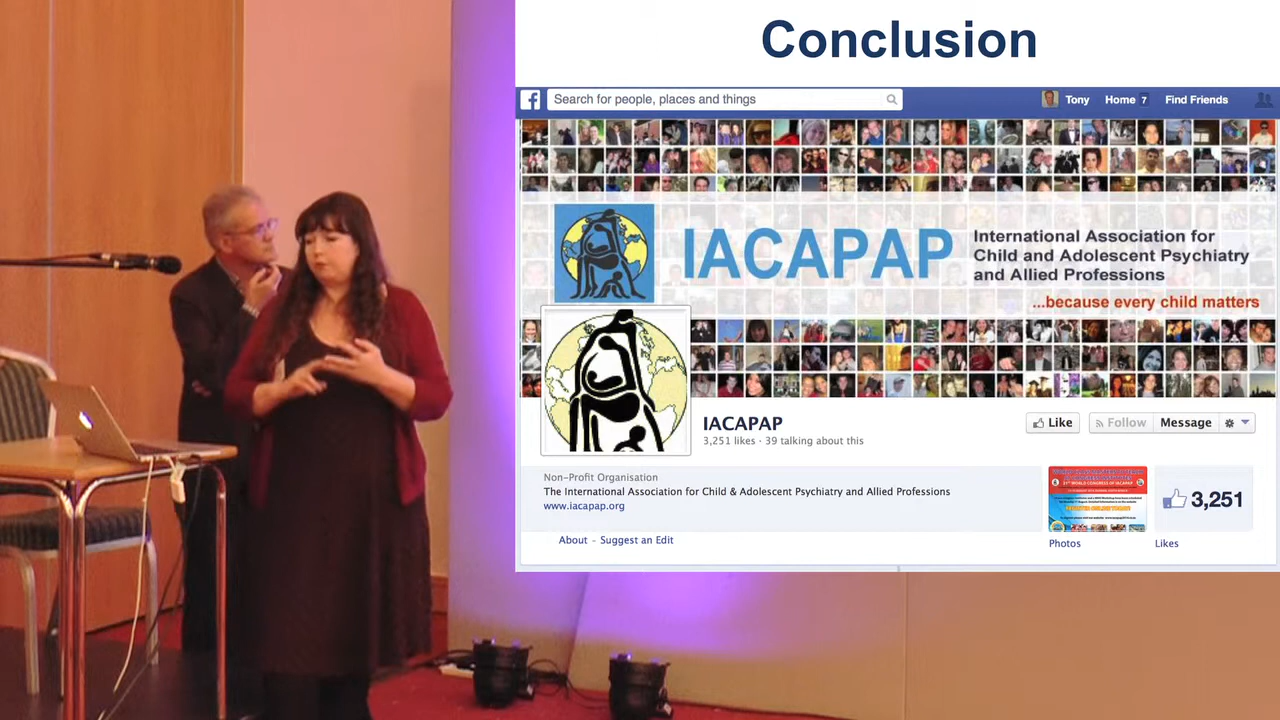 Conclusion
Search for people, places and things
Tony
Home 7
Find Friends
IACAPAP
International Association for
Child and Adolescent Psychiatry
and Allied Professions
...because every child matters
IACAPAP
3,251 likes · 39 talking about this
Like
Follow
Message
Non-Profit Organisation
The International Association for Child & Adolescent Psychiatry and Allied Professions
www.iacapap.org
3,251
About - Suggest an Edit
Photos
Likes